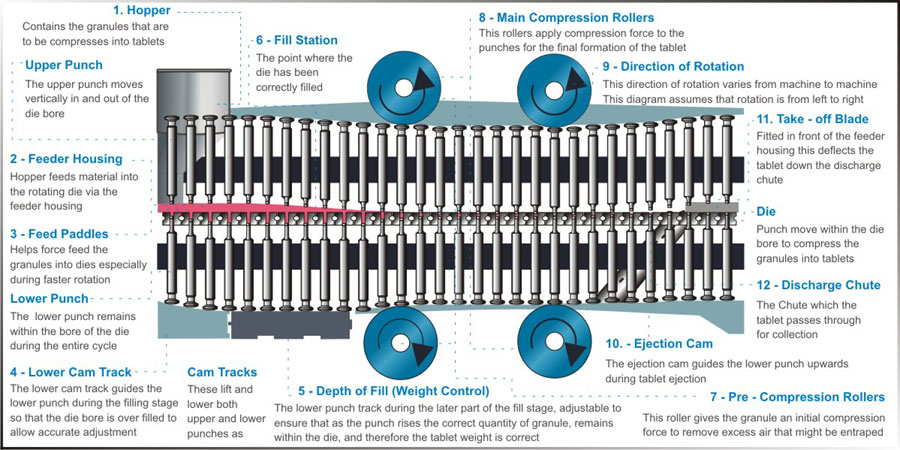 1. Hopper
Contains the granules that are
to be compresses into tablets
Upper Punch
The upper punch moves
vertically in and out of the
die bore
2 - Feeder Housing
Hopper feeds material into
the rotating die via the
feeder housing
3 - Feed Paddles
Helps force feed the
granules into dies especially
during faster rotation
Lower Punch
The lower punch remains
within the bore of the die
during the entire cycle
4 - Lower Cam Track
The lower cam track guides the
lower punch during the filling stage
so that the die bore is over filled to
allow accurate adjustment
Cam Tracks
These lift and
lower both
upper and lower
punches as
6 - Fill Station
The point where the
die has been
correctly filled
5 - Depth of Fill (Weight Control)
The lower punch track during the later part of the fill stage, adjustable to
ensure that as the punch rises the correct quantity of granule, remains
within the die, and therefore the tablet weight is correct
8 - Main Compression Rollers
This rollers apply compression force to the
punches for the final formation of the tablet
9 - Direction of Rotation
This direction of rotation varies from machine to machine
This diagram assumes that rotation is from left to right
11. Take - off Blade
Fitted in front of the feeder
housing this deflects the
tablet down the discharge
chute
Die
Punch move within the die
bore to compress the
granules into tablets
12 - Discharge Chute
The Chute which the
tablet passes through
for collection
10. - Ejection Cam
The ejection cam guides the lower punch upwards
during tablet ejection
7 - Pre - Compression Rollers
This roller gives the granule an initial compression
force to remove excess air that might be entraped